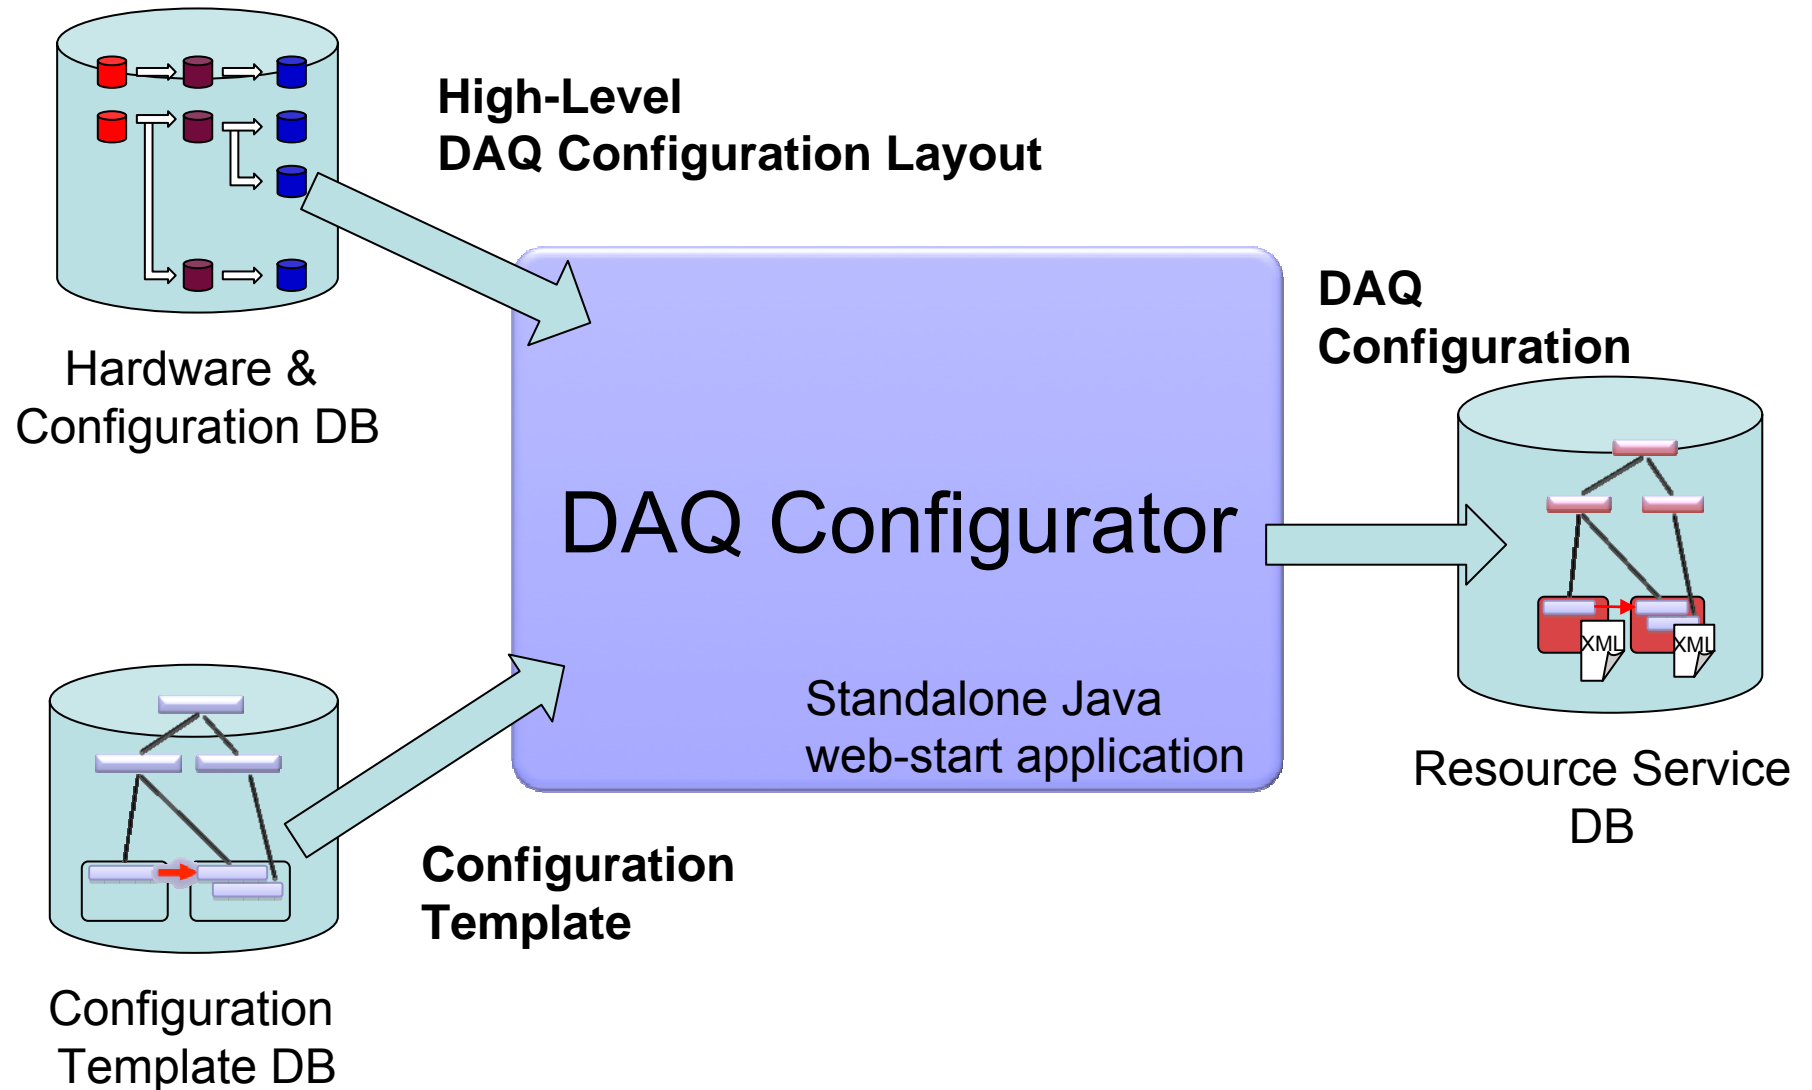 High-Level
DAQ Configuration Layout
Hardware &
Configuration DB
DAQ
Configuration
DAQ Configurator
Standalone Java
web-start application
XML
XML
Resource Service
DB
Configuration
Template
Configuration
Template DB